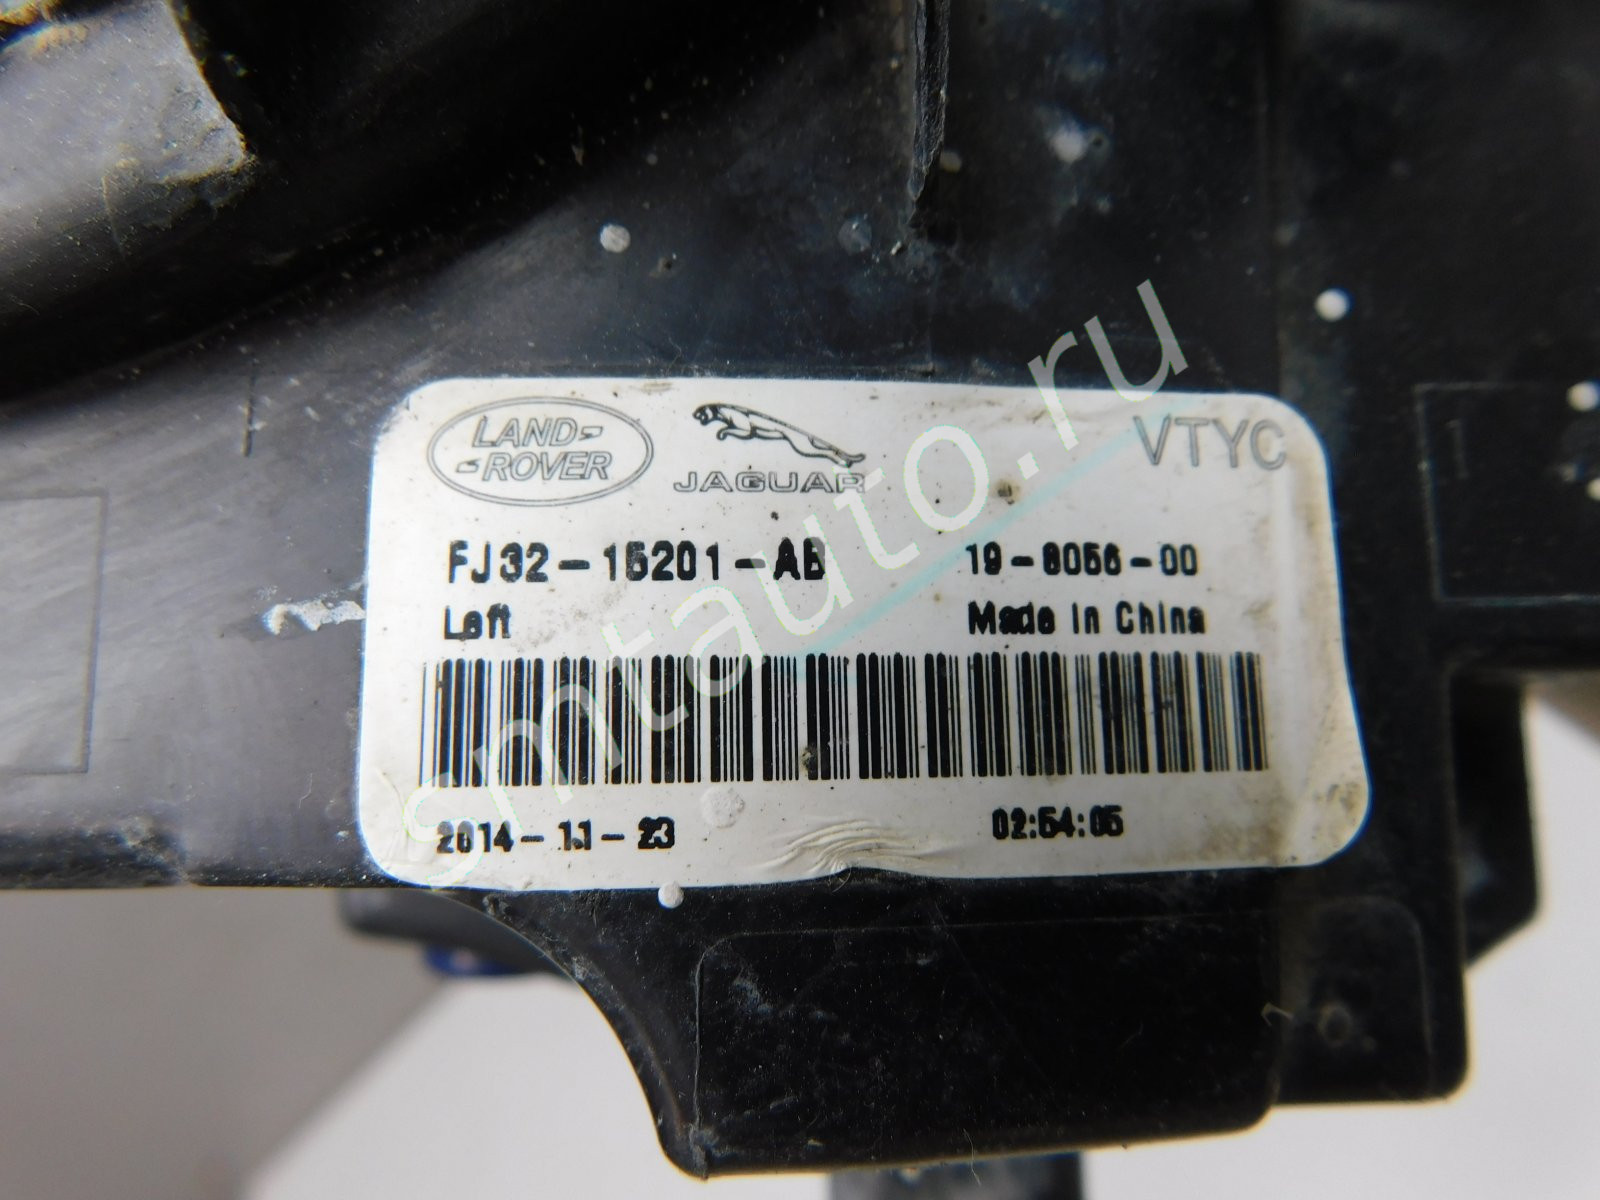 LAND-
-ROVER
JAGUAR
VTYC
FJ32-15201-AB
19-6056-00
Left
Made In China
2014-11-23
02:54:05
smtauto.ru